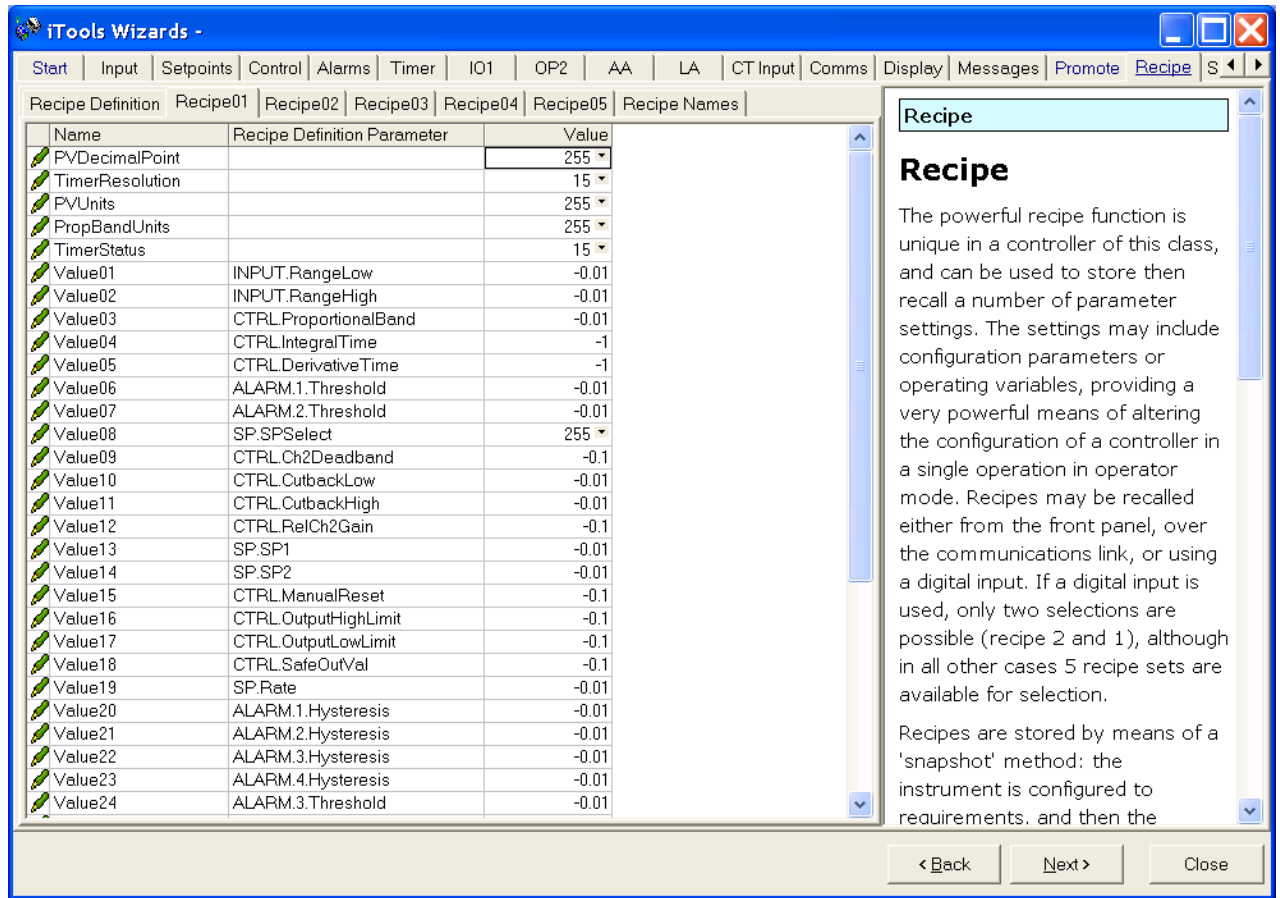 iTools Wizards -
Start Input Setpoints Control Alarms Timer IO1 OP2 AA LA CT Input Comms Display Messages Promote Recipe S
Recipe Definition Recipe01 Recipe02 Recipe03 Recipe04 Recipe05 Recipe Names
Name Recipe Definition Parameter Value
PVDecimalPoint 255
TimerResolution 15
PVUnits 255
PropBandUnits 255
TimerStatus 15
Value01 INPUT.RangeLow -0.01
Value02 INPUT.RangeHigh -0.01
Value03 CTRL.ProportionalBand -0.01
Value04 CTRL.IntegralTime -1
Value05 CTRL.DerivativeTime -1
Value06 ALARM.1.Threshold -0.01
Value07 ALARM.2.Threshold -0.01
Value08 SP.SPSelect 255
Value09 CTRL.Ch2Deadband -0.1
Value10 CTRL.CutbackLow -0.01
Value11 CTRL.CutbackHigh -0.01
Value12 CTRL.RelCh2Gain -0.1
Value13 SP.SP1 -0.01
Value14 SP.SP2 -0.01
Value15 CTRL.ManualReset -0.1
Value16 CTRL.OutputHighLimit -0.1
Value17 CTRL.OutputLowLimit -0.1
Value18 CTRL.SafeOutVal -0.1
Value19 SP.Rate -0.01
Value20 ALARM.1.Hysteresis -0.01
Value21 ALARM.2.Hysteresis -0.01
Value22 ALARM.3.Hysteresis -0.01
Value23 ALARM.4.Hysteresis -0.01
Value24 ALARM.3.Threshold -0.01
Recipe
Recipe
The powerful recipe function is
unique in a controller of this class,
and can be used to store then
recall a number of parameter
settings. The settings may include
configuration parameters or
operating variables, providing a
very powerful means of altering
the configuration of a controller in
a single operation in operator
mode. Recipes may be recalled
either from the front panel, over
the communications link, or using
a digital input. If a digital input is
used, only two selections are
possible (recipe 2 and 1), although
in all other cases 5 recipe sets are
available for selection.
Recipes are stored by means of a
'snapshot' method: the
instrument is configured to
requirements, and then the
< Back Next > Close